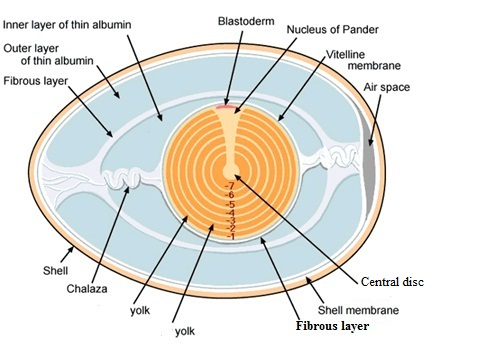 Inner layer of thin albumin
Blastoderm
Nucleus of Pander
Outer layer
of thin albumin
Vitelline
membrane
Fibrous layer
Air space
-7
-6
-5
-4
-3
-2
-1
Shell
Chalaza
Central disc
yolk
yolk
Shell membrane
Fibrous layer